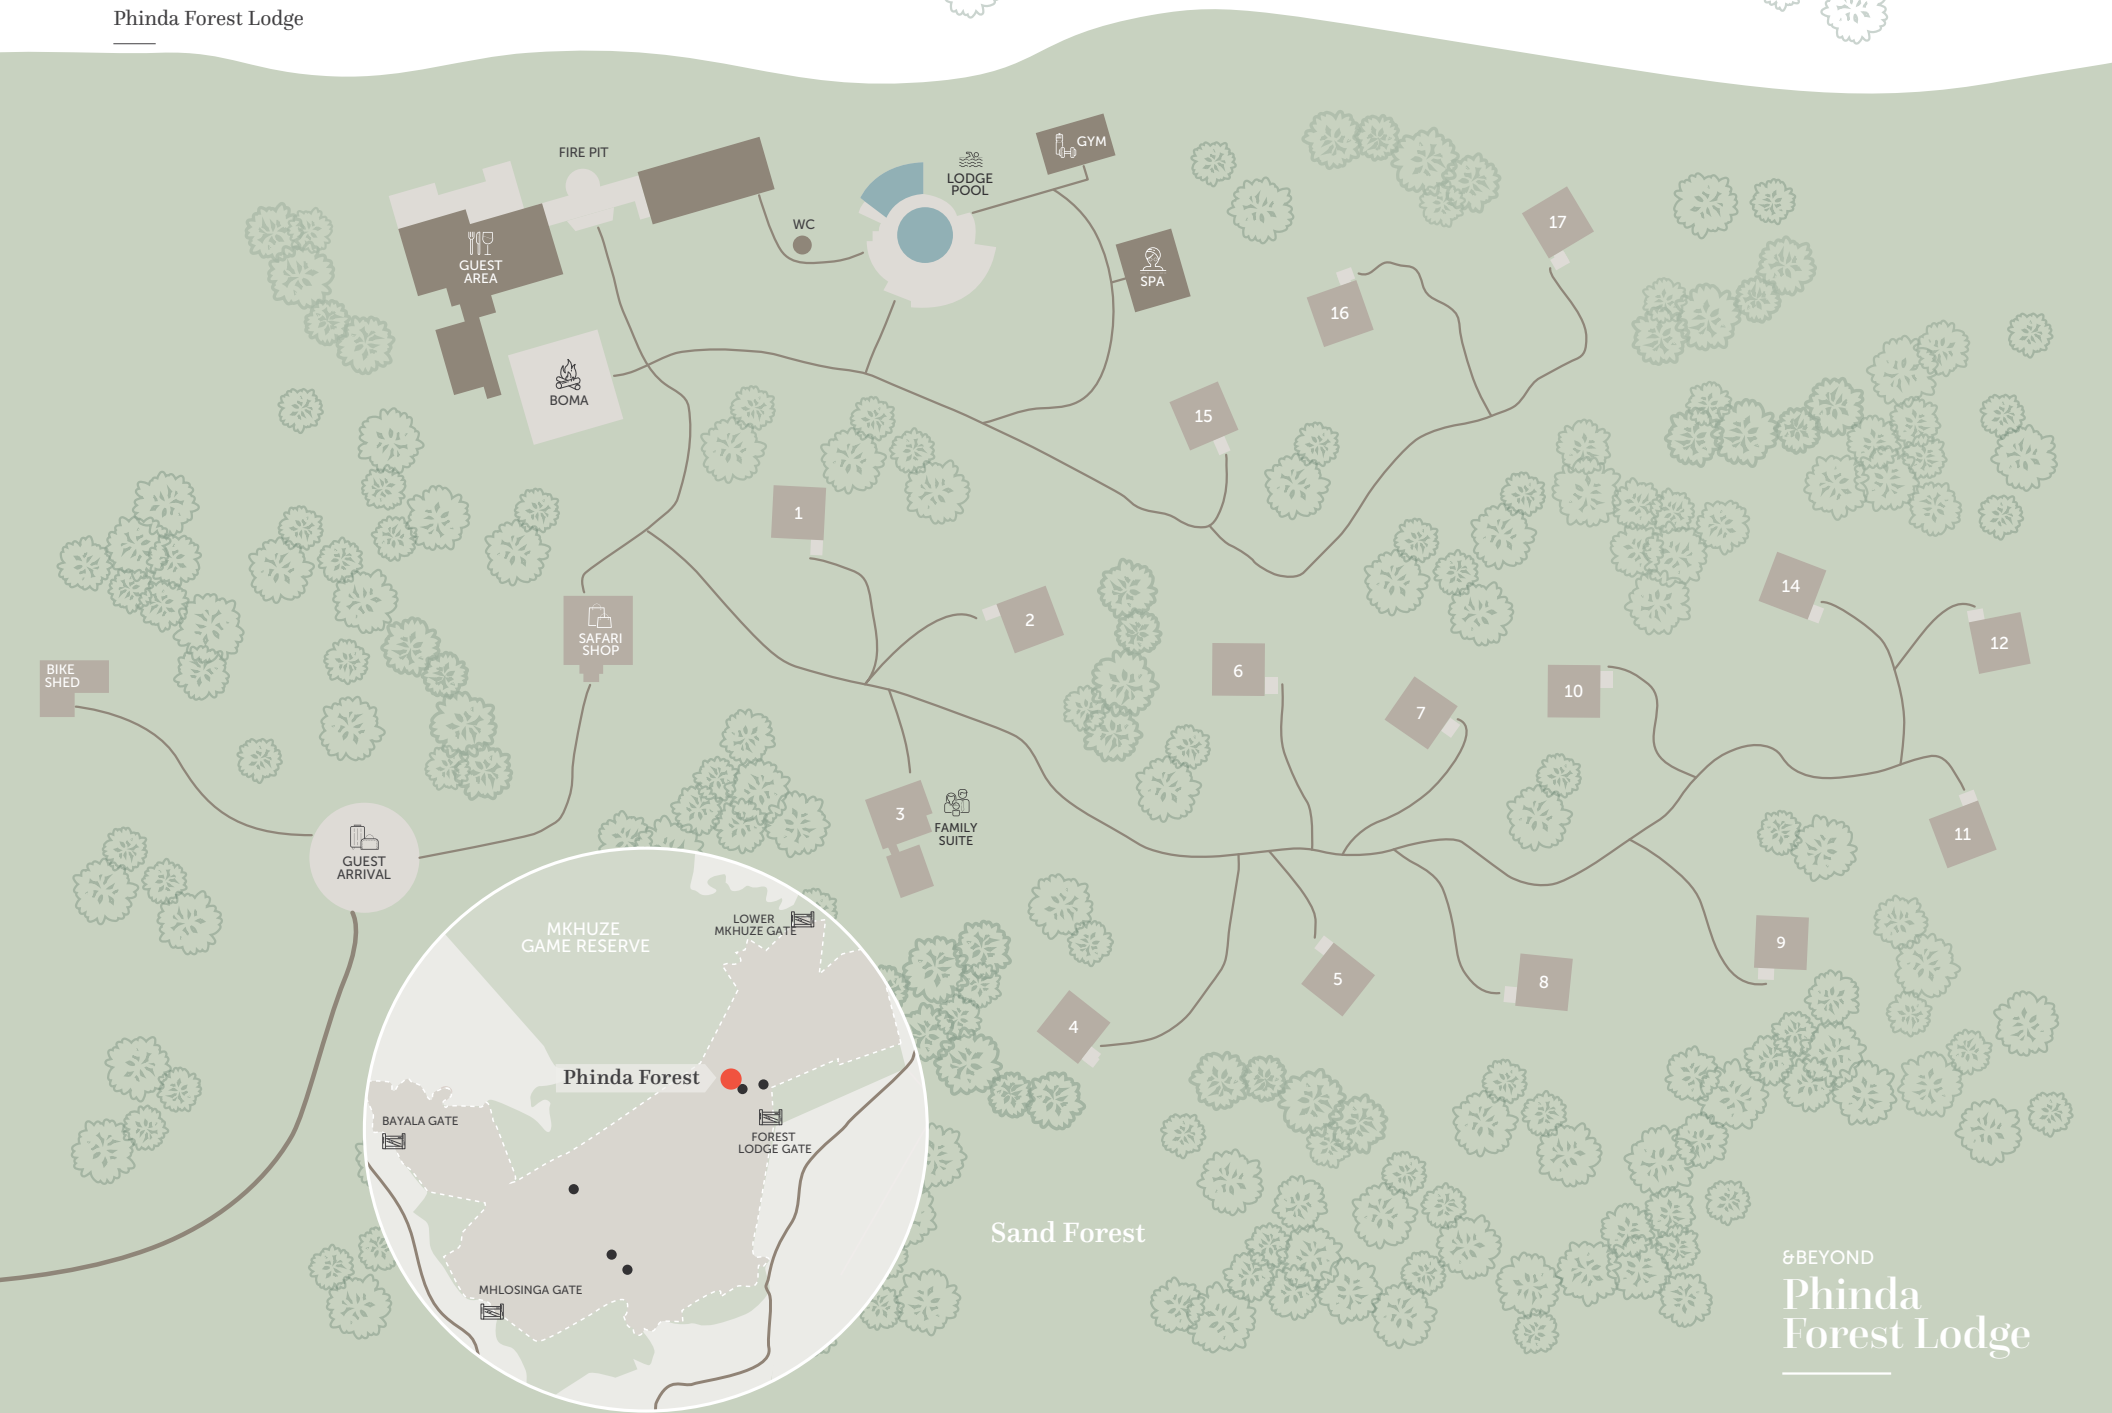 Phinda Forest Lodge
FIRE PIT
GYM
LODGE
POOL
WC
17
GUEST
AREA
SPA
16
BOMA
15
1
14
2
SAFARI
SHOP
12
BIKE
SHED
6
10
7
3
FAMILY
SUITE
11
GUEST
ARRIVAL
9
5
8
4
MKHUZE
GAME RESERVE
LOWER
MKHUZE GATE
Phinda Forest
BAYALA GATE
FOREST
LODGE GATE
MHLOSINGA GATE
Sand Forest
&BEYOND
Phinda
Forest Lodge